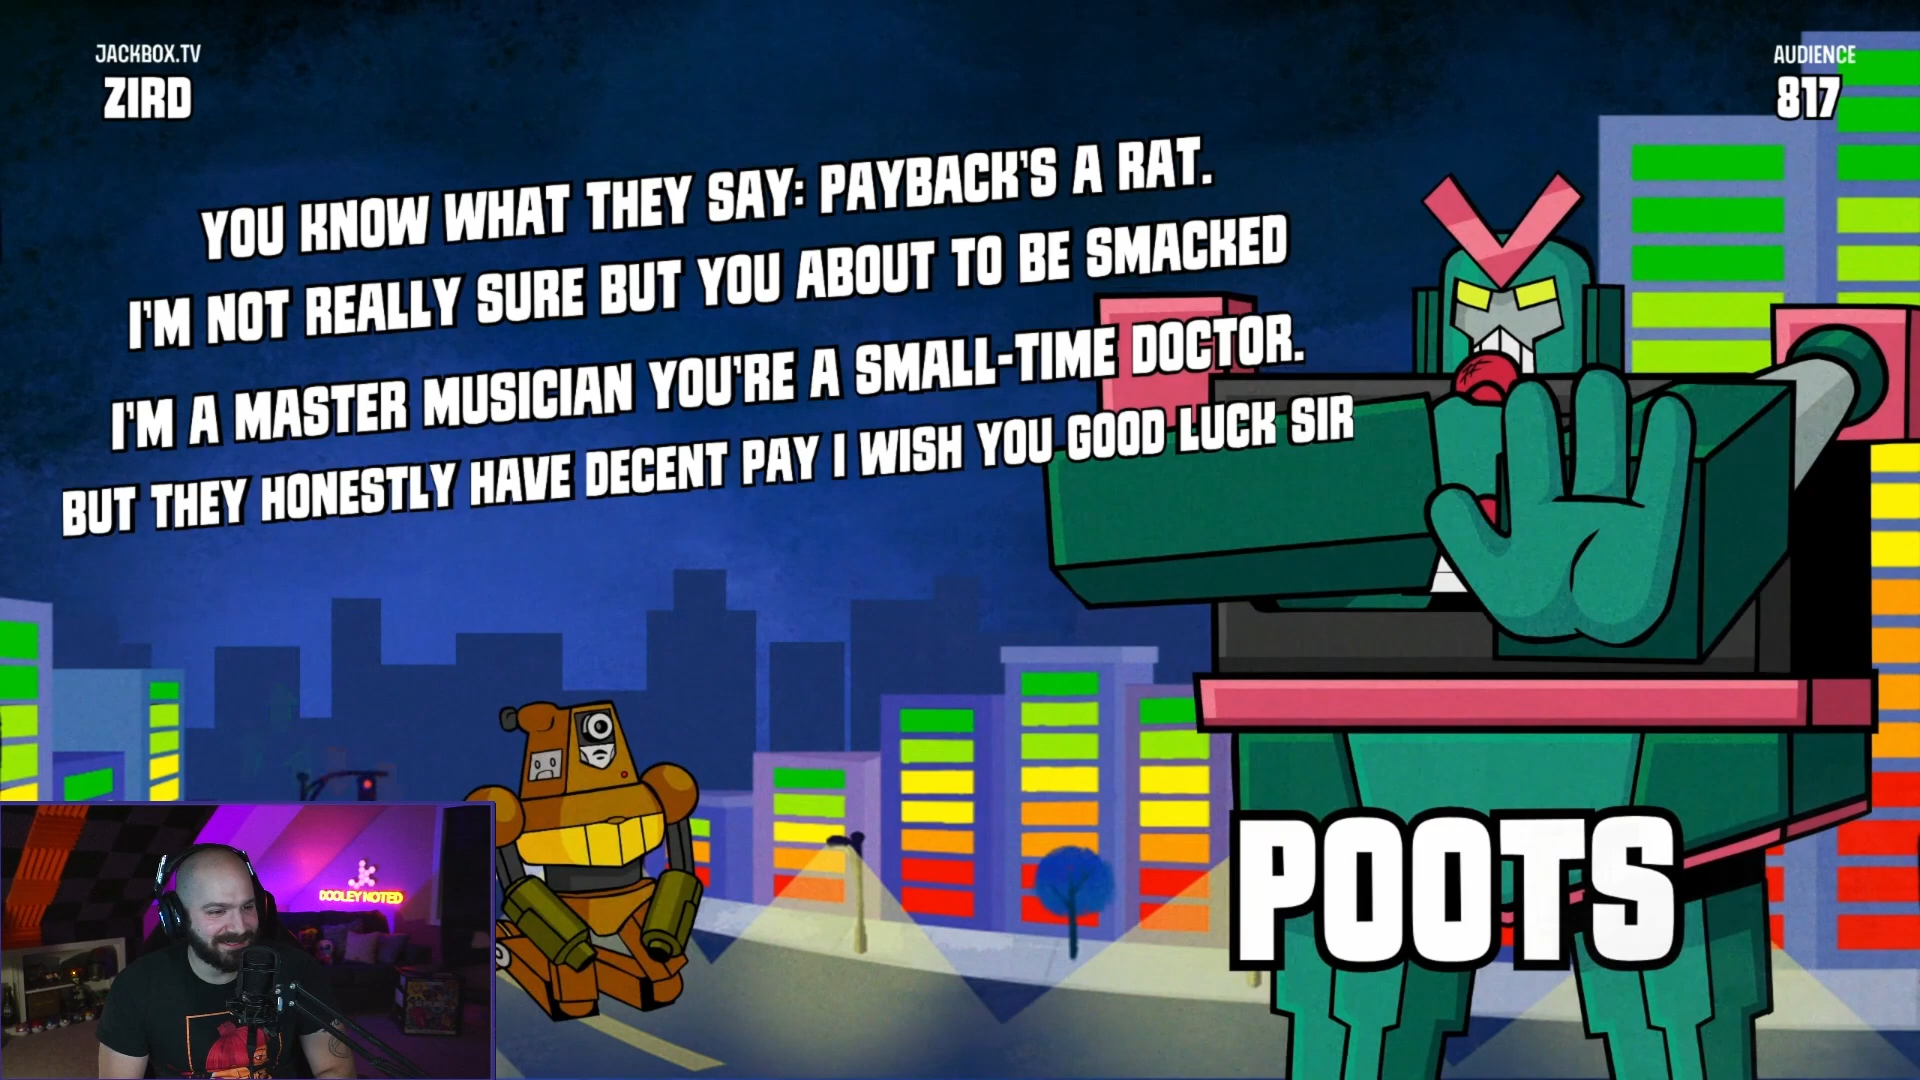 JACKBOX.TV
ZIRD
AUDIENCE
817
YOU KNOW WHAT THEY SAY: PAYBACK'S A RAT.
I'M NOT REALLY SURE BUT YOU ABOUT TO BE SMACKED
I'M A MASTER MUSICIAN YOU'RE A SMALL-TIME DOCTOR.
BUT THEY HONESTLY HAVE DECENT PAY I WISH YOU GOOD LUCK SIR
POOTS
DOOLEY NOTED